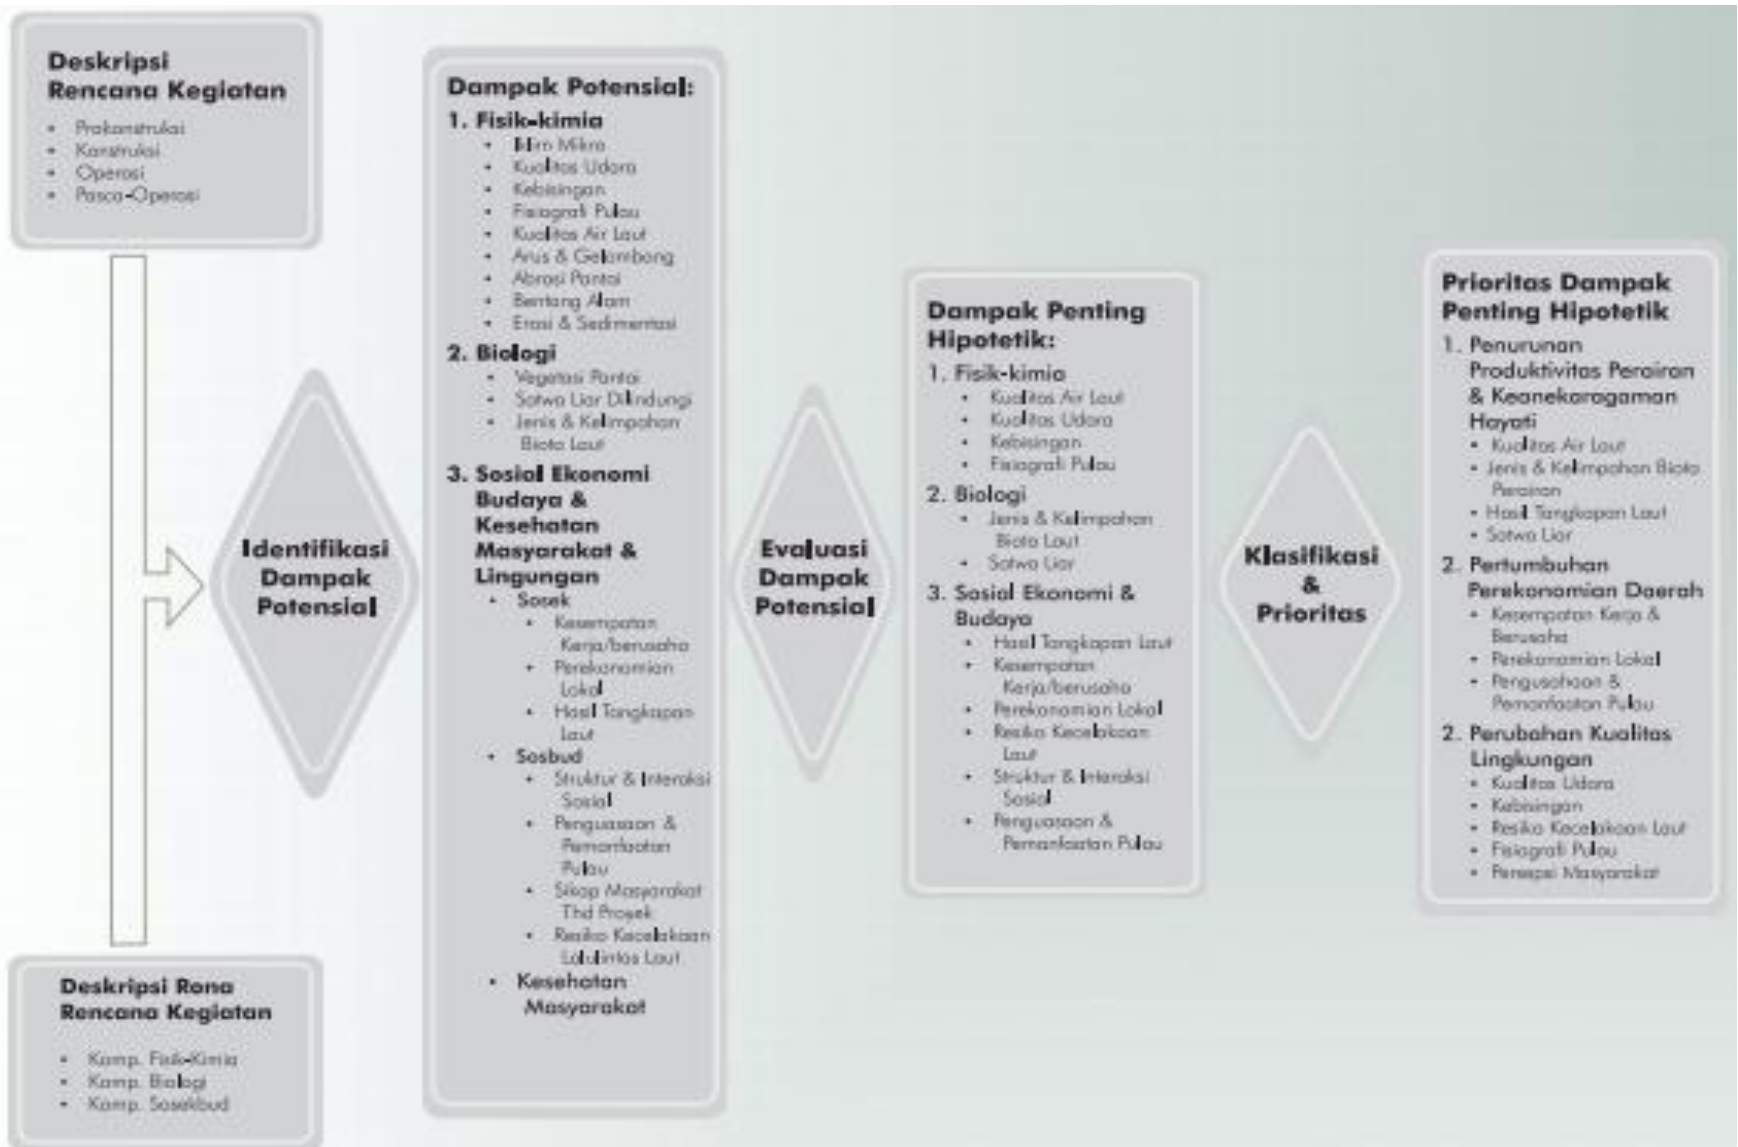 Deskripsi
Rencana Kegiatan
• Prakonstruksi
• Konstruksi
• Operasi
• Pasca-Operasi
Deskripsi Rona
Rencana Kegiatan
• Komp. Fisik-Kimia
• Komp. Biologi
• Komp. Sosekbud
Identifikasi
Dampak
Potensial
Dampak Potensial:
1. Fisik-kimia
• Iklim Mikro
• Kualitas Udara
• Kebisingan
• Fisiografi Pulau
• Kualitas Air Laut
• Arus & Gelombang
• Abrasi Pantai
• Bentang Alam
• Erosi & Sedimentasi
2. Biologi
• Vegetasi Pantai
• Satwa Liar Dilindungi
• Jenis & Kelimpahan
Biota Laut
3. Sosial Ekonomi
Budaya &
Kesehatan
Masyarakat &
Lingungan
• Sosek
• Kesempatan
Kerja/berusaha
• Perekonomian
Lokal
• Hasil Tangkapan
Laut
• Sosbud
• Struktur & Interaksi
Sosial
• Penguasaan &
Pemanfaatan
Pulau
• Sikap Masyarakat
Thd Proyek
• Resiko Kecelakaan
Lalulintas Laut
• Kesehatan
Masyarakat
Evaluasi
Dampak
Potensial
Dampak Penting
Hipotetik:
1. Fisik-kimia
• Kualitas Air Laut
• Kualitas Udara
• Kebisingan
• Fisiografi Pulau
2. Biologi
• Jenis & Kelimpahan
Biota Laut
• Satwa Liar
3. Sosial Ekonomi &
Budaya
• Hasil Tangkapan Laut
• Kesempatan
Kerja/berusaha
• Perekonomian Lokal
• Resiko Kecelakaan
Laut
• Struktur & Interaksi
Sosial
• Penguasaan &
Pemanfaatan Pulau
Klasifikasi
&
Prioritas
Prioritas Dampak
Penting Hipotetik
1. Penurunan
Produktivitas Perairan
& Keanekaragaman
Hayati
• Kualitas Air Laut
• Jenis & Kelimpahan Biota
Perairan
• Hasil Tangkapan Laut
• Satwa Liar
2. Pertumbuhan
Perekonomian Daerah
• Kesempatan Kerja &
Berusaha
• Perekonomian Lokal
• Pengusahaan &
Pemanfaatan Pulau
2. Perubahan Kualitas
Lingkungan
• Kualitas Udara
• Kebisingan
• Resiko Kecelakaan Laut
• Fisiografi Pulau
• Persepsi Masyarakat